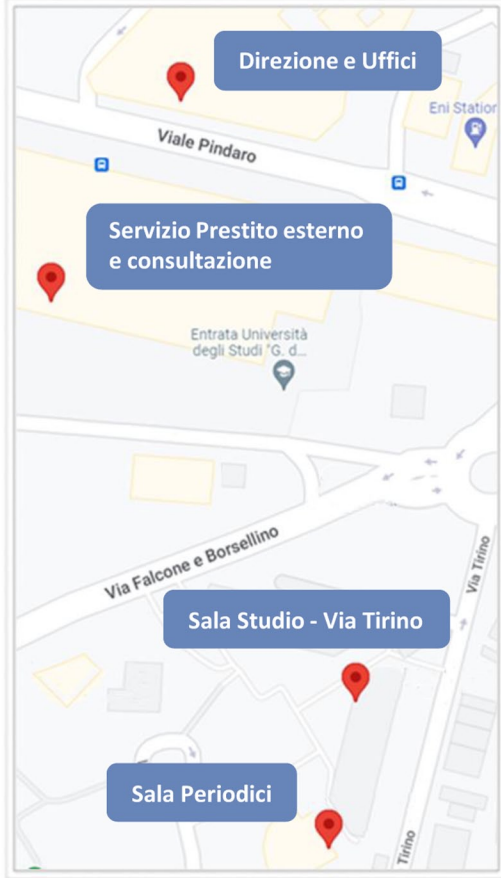 Direzione e Uffici
Eni Station
Viale Pindaro
Servizio Prestito esterno
e consultazione
Entrata Università
degli Studi "G. d...
Via Falcone e Borsellino
Via Tirino
Sala Studio - Via Tirino
Sala Periodici
Tirino